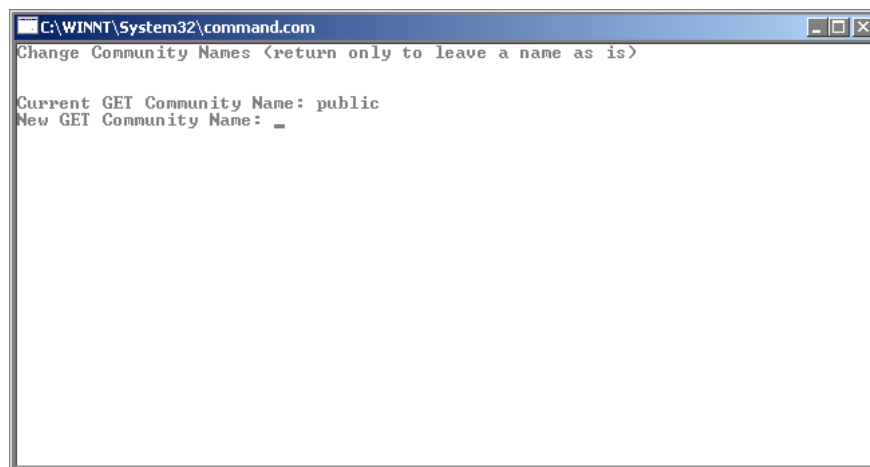 C:\WINNT\System32\command.com
Change Community Names (return only to leave a name as is)
Current GET Community Name: public
New GET Community Name: _